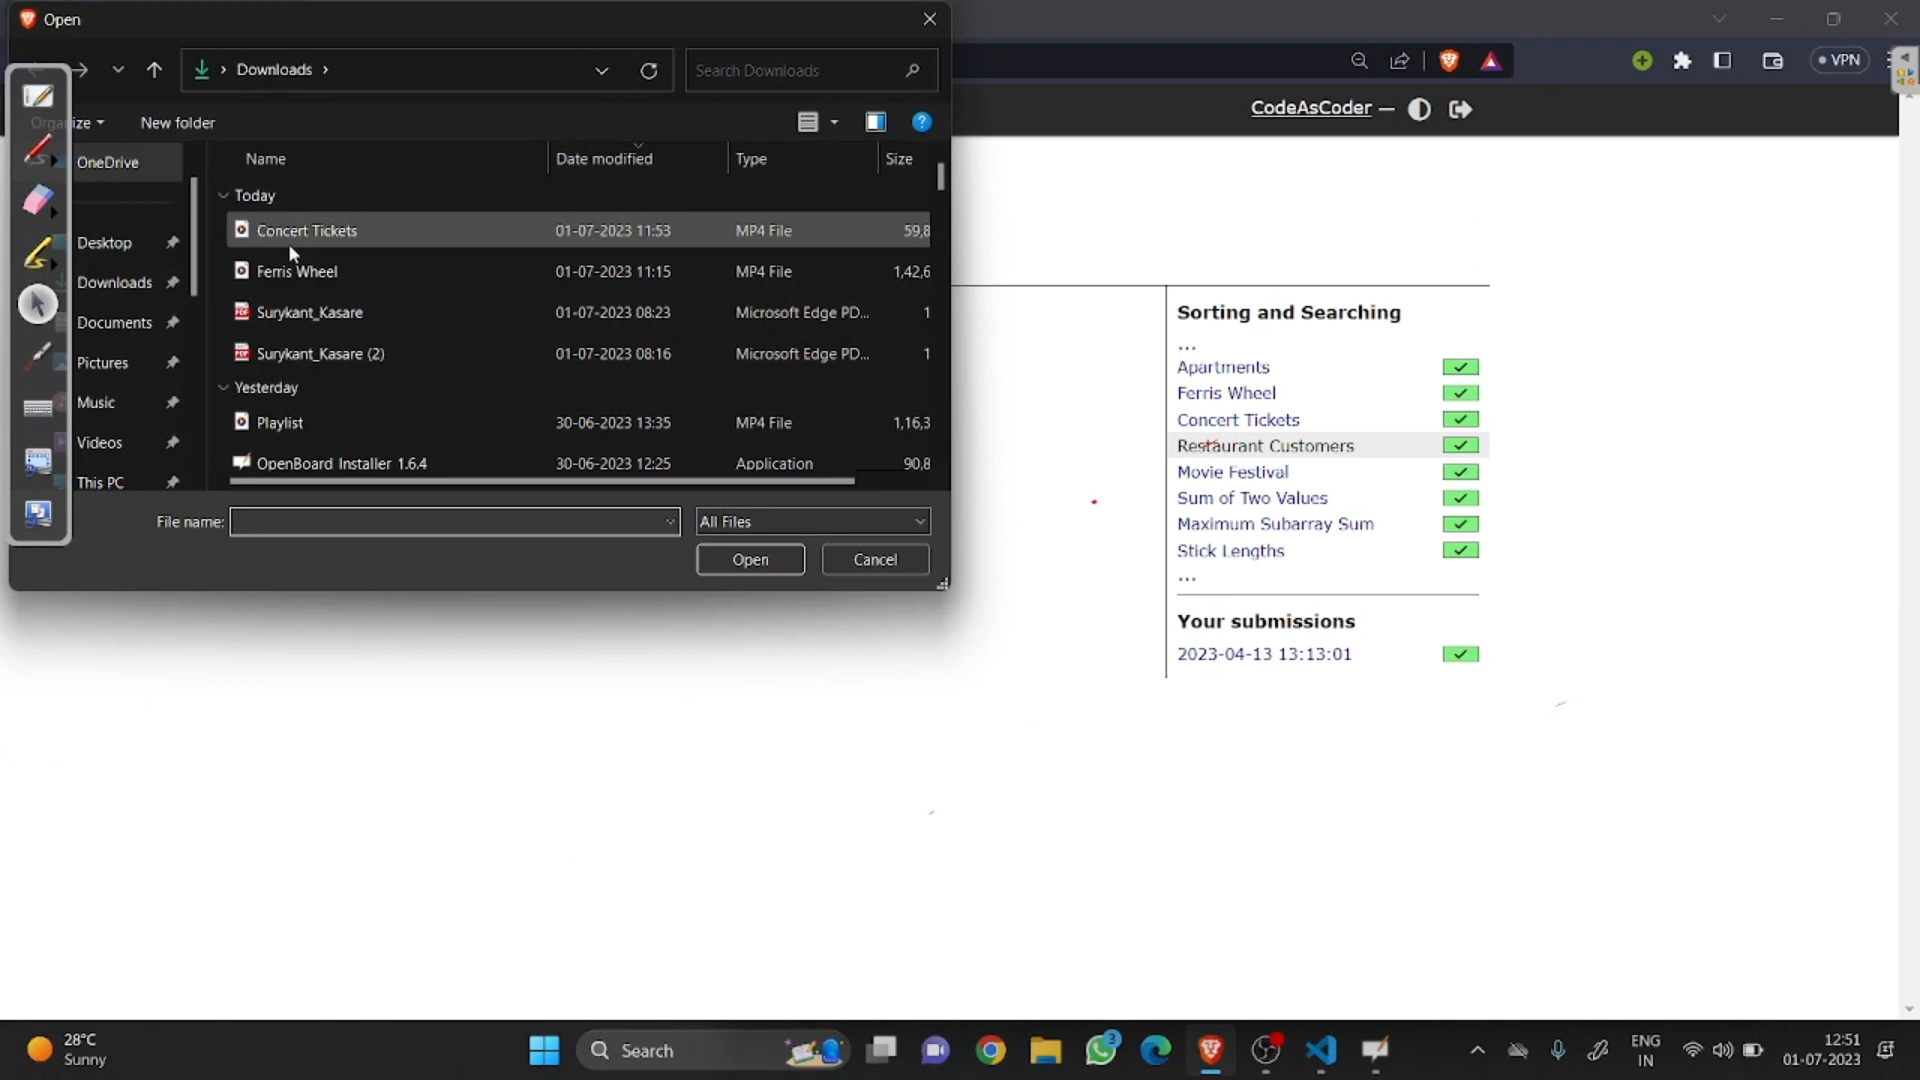 Open
Downloads
Search Downloads
Organize
New folder
Name
Date modified
Type
Size
OneDrive
Desktop
Downloads
Documents
Pictures
Music
Videos
This PC
Today
Concert Tickets 01-07-2023 11:53 MP4 File 59,8
Ferris Wheel 01-07-2023 11:15 MP4 File 1,42,6
Surykant_Kasare 01-07-2023 08:23 Microsoft Edge PD... 1
Surykant_Kasare (2) 01-07-2023 08:16 Microsoft Edge PD... 1
Yesterday
Playlist 30-06-2023 13:35 MP4 File 1,16,3
OpenBoard Installer 1.6.4 30-06-2023 12:25 Application 90,8
File name:
All Files
Open
Cancel
VPN
CodeAsCoder —
Sorting and Searching
...
Apartments
Ferris Wheel
Concert Tickets
Restaurant Customers
Movie Festival
Sum of Two Values
Maximum Subarray Sum
Stick Lengths
...
Your submissions
2023-04-13 13:13:01
28°C
Sunny
Search
3
ENG
IN
12:51
01-07-2023